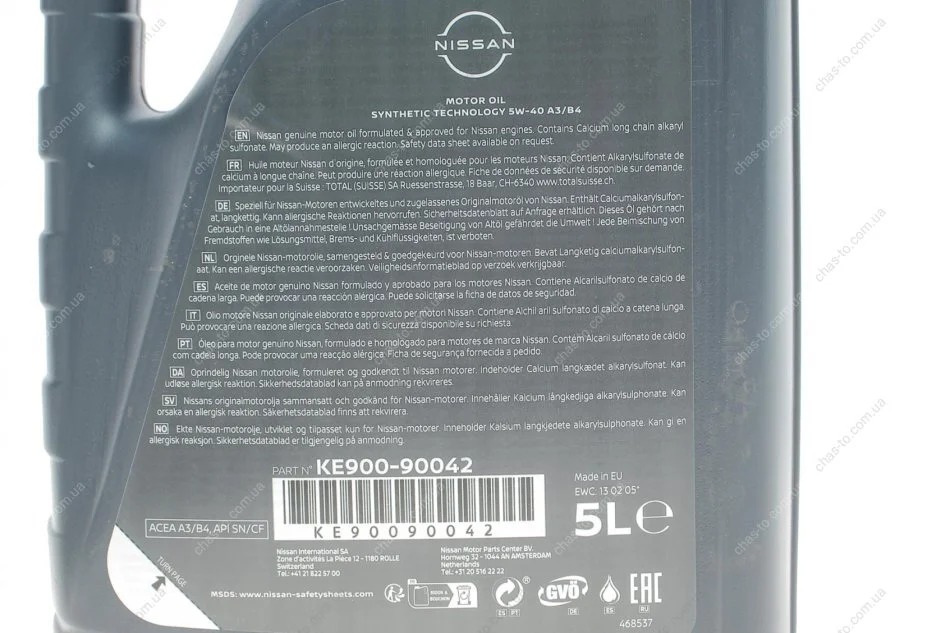 NISSAN
MOTOR OIL
SYNTHETIC TECHNOLOGY 5W-40 A3/B4
EN Nissan genuine motor oil formulated & approved for Nissan engines. Contains Calcium long chain alkaryl
sulfonate. May produce an allergic reaction. Safety data sheet available on request.
FR Huile moteur Nissan d'origine, formulée et homologuée pour les moteurs Nissan. Contient Alkarylsulfonate de
calcium à longue chaîne. Peut produire une réaction allergique. Fiche de données de sécurité disponible sur demande.
Importateur pour la Suisse : TOTAL (SUISSE) SA Ruessenstrasse, 18 Baar, CH-6340 www.totalsuisse.ch.
DE Speziell für Nissan-Motoren entwickeltes und zugelassenes Originalmotoröl von Nissan. Enthält Calciumalkarylsulfon-
at, langkettig. Kann allergische Reaktionen hervorrufen. Sicherheitsdatenblatt auf Anfrage erhältlich. Dieses Öl gehört nach
Gebrauch in eine Altölannahmestelle ! Unsachgemässe Beseitigung von Altöl gefährdet die Umwelt ! Jede Beimischung von
Fremdstoffen wie Lösungsmittel, Brems- und Kühlflüssigkeiten, ist verboten.
NL Orginele Nissan-motorolie, samengesteld & goedgekeurd voor Nissan-motoren. Bevat Langketig calciumalkarylsulfon-
aat. Kan een allergische reactie veroorzaken. Veiligheidsinformatieblad op verzoek verkrijgbaar.
ES Aceite de motor genuino Nissan formulado y aprobado para los motores Nissan. Contiene Alcarilsulfonato de calcio de
cadena larga. Puede provocar una reacción alérgica. Puede solicitarse la ficha de datos de seguridad.
IT Olio motore Nissan originale elaborato e approvato per motori Nissan. Contiene Alchil aril sulfonato di calcio a catena lunga.
Può provocare una reazione allergica. Scheda dati di sicurezza disponibile su richiesta.
PT Óleo para motor genuino Nissan, formulado e homologado para motores de marca Nissan. Contém Alcaril sulfonato de cálcio
com cadeia longa. Pode provocar uma reacção alérgica. Ficha de segurança fornecida a pedido.
DA Oprindelig Nissan motorolie, formuleret og godkendt til Nissan motorer. Indeholder Calcium langkædet alkarylsulfonat. Kan
udløse allergisk reaktion. Sikkerhedsdatablad kan på anmodning rekvireres.
SV Nissans originalmotorolja sammansatt och godkänd för Nissan-motorer. Innehåller Kalcium långkedjiga alkarylsulphonate. Kan
orsaka en allergisk reaktion. Säkerhetsdatablad finns att rekvirera.
NO Ekte Nissan-motorolje, utviklet og tilpasset kun for Nissan-motorer. Inneholder Kalsium langkjedete alkarylsulphonate. Kan gi en
allergisk reaksjon. Sikkerhetsdatablad er tilgjengelig på anmodning.
PART N° KE900-90042
Made in EU
EWC. 13 02 05*
5L e
KE90090042
ACEA A3/B4, API SN/CF
Nissan International SA
Zone d'activités La Pièce 12 - 1180 ROLLE
Switzerland
Tel.: +41 21 822 57 00
Nissan Motor Parts Center BV.
Hornweg 32 - 1044 AN AMSTERDAM
Netherlands
Tel.: +31 20 516 22 22
TURN PAGE
MSDS: www.nissan-safetysheets.com
FR
BIDON &
BOUCHON
ES PT
®
GVÖ
DE
ES
EAC
RU
468537
chas-to.com.ua